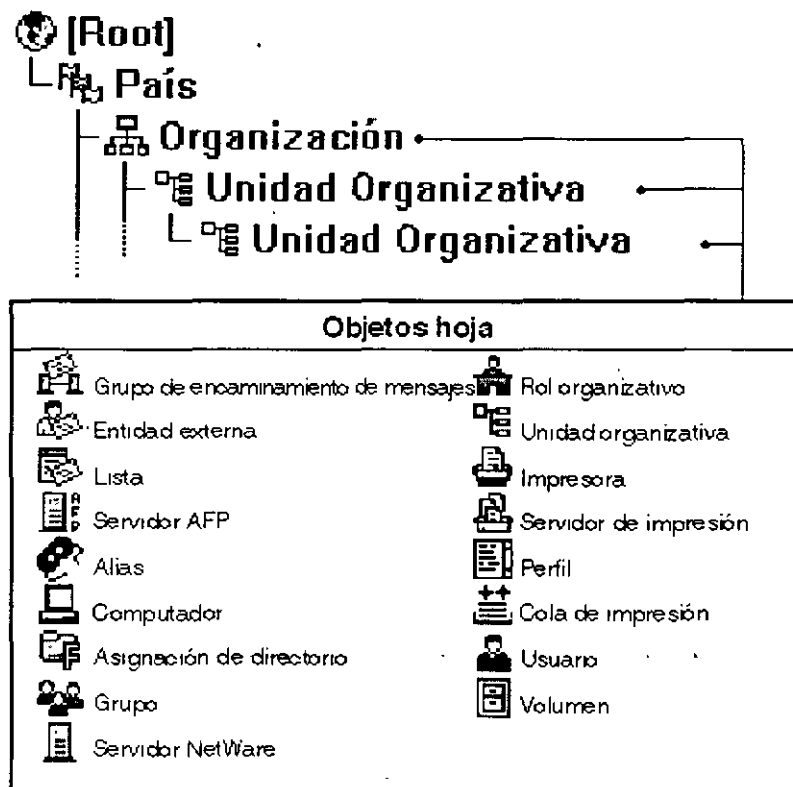 [Root]
País
Organización
Unidad Organizativa
Unidad Organizativa
Objetos hoja
Grupo de encaminamiento de mensajes
Entidad externa
Lista
Servidor AFP
Alias
Computador
Asignación de directorio
Grupo
Servidor NetWare
Rol organizativo
Unidad organizativa
Impresora
Servidor de impresión
Perfil
Cola de impresión
Usuario
Volumen